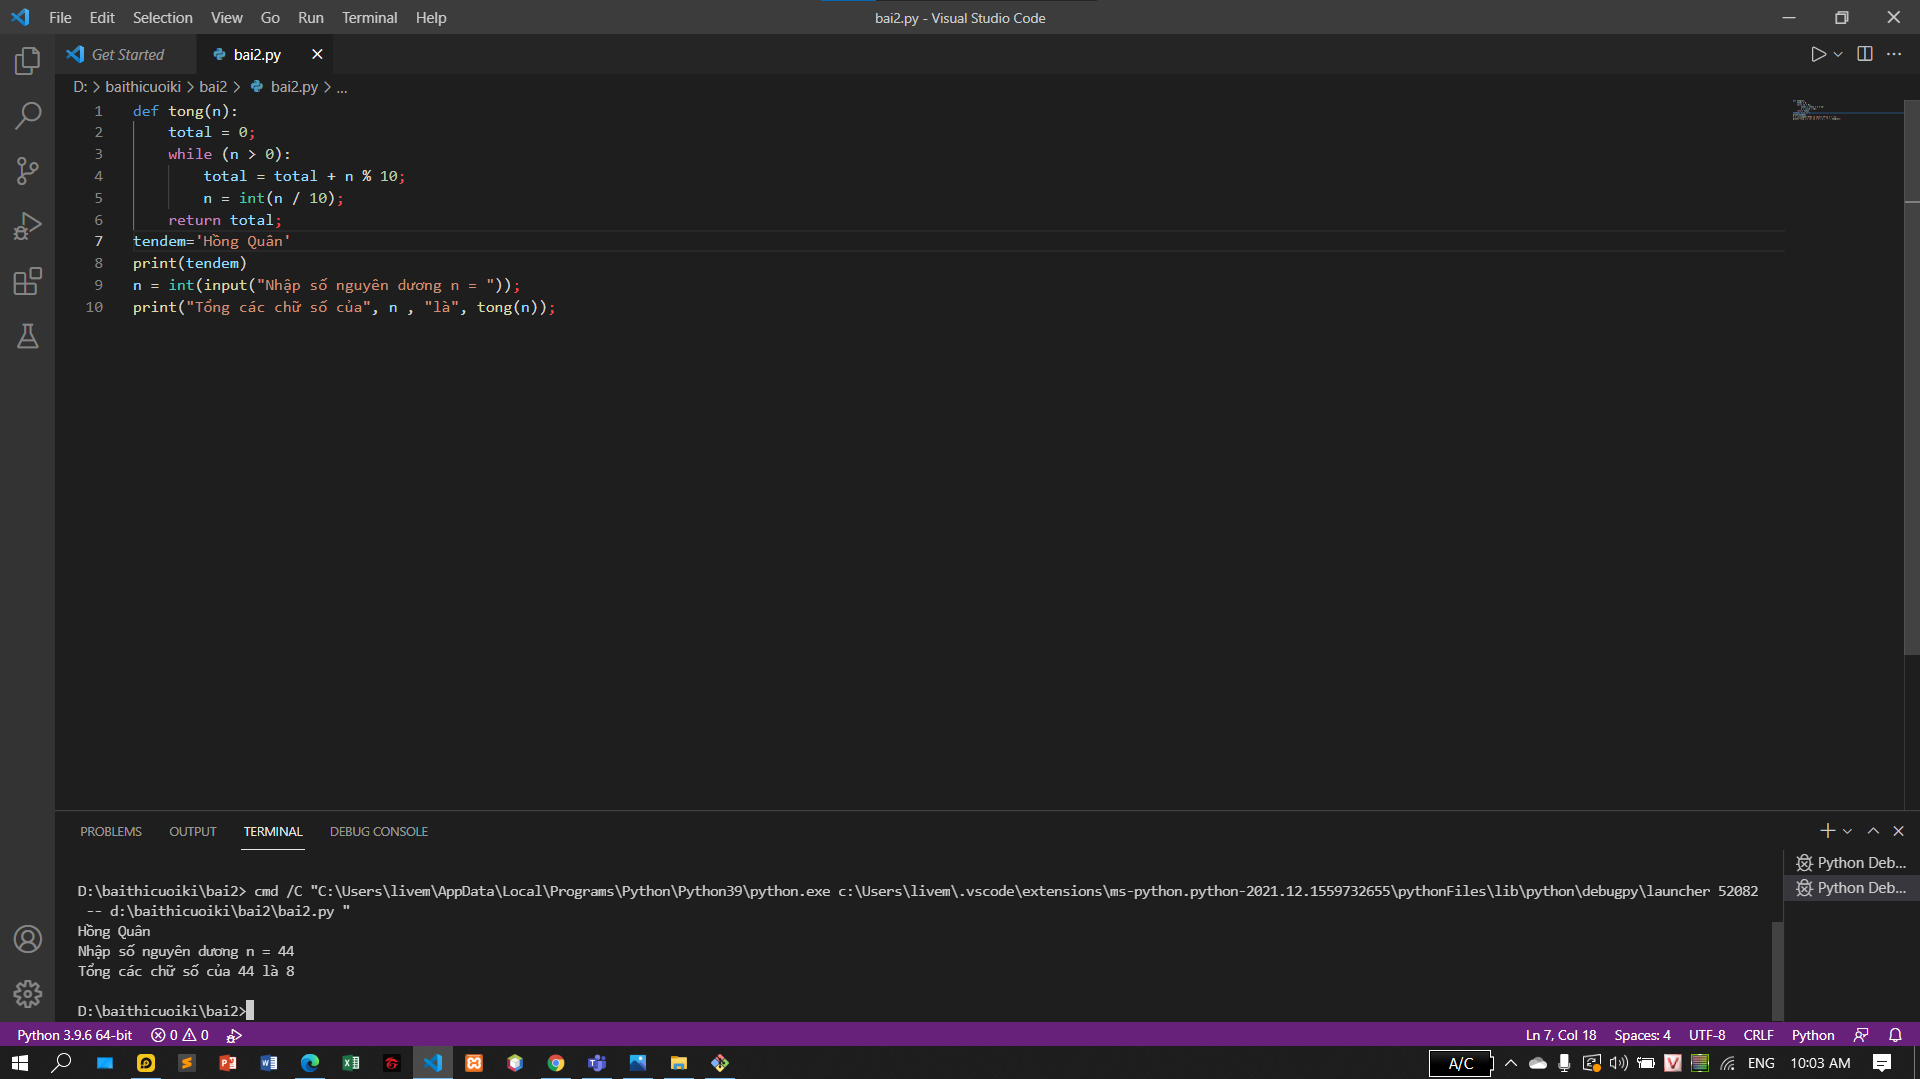 File Edit Selection View Go Run Terminal Help
bai2.py - Visual Studio Code
Get Started
bai2.py
D: > baithicuoiki > bai2 > bai2.py > ...
1 def tong(n):
2     total = 0;
3     while (n > 0):
4         total = total + n % 10;
5         n = int(n / 10);
6     return total;
7 tendem='Hồng Quân'
8 print(tendem)
9 n = int(input("Nhập số nguyên dương n = "));
10 print("Tổng các chữ số của", n , "là", tong(n));
PROBLEMS OUTPUT TERMINAL DEBUG CONSOLE
Python Deb...
Python Deb...
D:\baithicuoiki\bai2> cmd /C "C:\Users\livem\AppData\Local\Programs\Python\Python39\python.exe c:\Users\livem\.vscode\extensions\ms-python.python-2021.12.1559732655\pythonFiles\lib\python\debugpy\launcher 52082
-- d:\baithicuoiki\bai2\bai2.py "
Hồng Quân
Nhập số nguyên dương n = 44
Tổng các chữ số của 44 là 8
D:\baithicuoiki\bai2>
Python 3.9.6 64-bit 0 0
Ln 7, Col 18 Spaces: 4 UTF-8 CRLF Python
A/C
ENG 10:03 AM